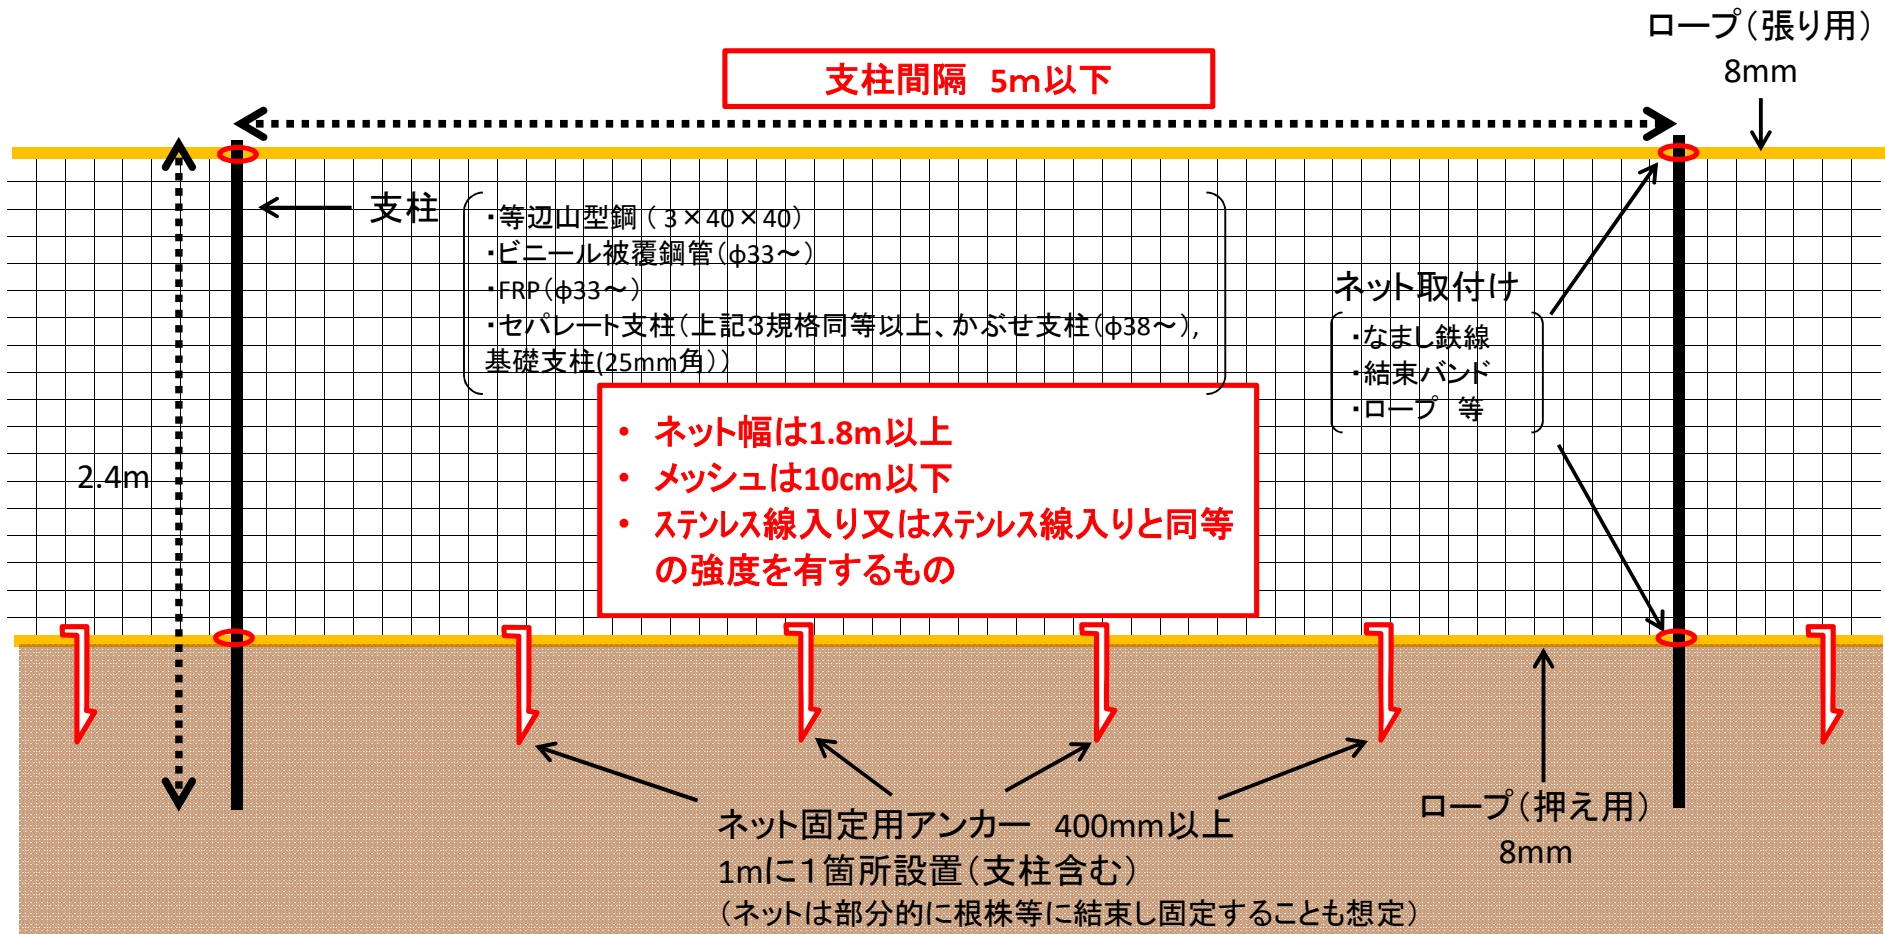 ロープ（張り用）
8mm
支柱間隔　5ｍ以下
支柱
・等辺山型鋼（ 3×40×40）
・ビニール被覆鋼管（φ33～）
・FRP（φ33～）
・セパレート支柱（上記３規格同等以上、かぶせ支柱（φ38～）,
基礎支柱(25mm角））
ネット取付け
・なまし鉄線
・結束バンド
・ロープ　等
• ネット幅は1.8m以上
• メッシュは10cm以下
• ステンレス線入り又はステンレス線入りと同等
の強度を有するもの
2.4m
ネット固定用アンカー　400mm以上
1mに１箇所設置（支柱含む）
（ネットは部分的に根株等に結束し固定することも想定）
ロープ（押え用）
8mm